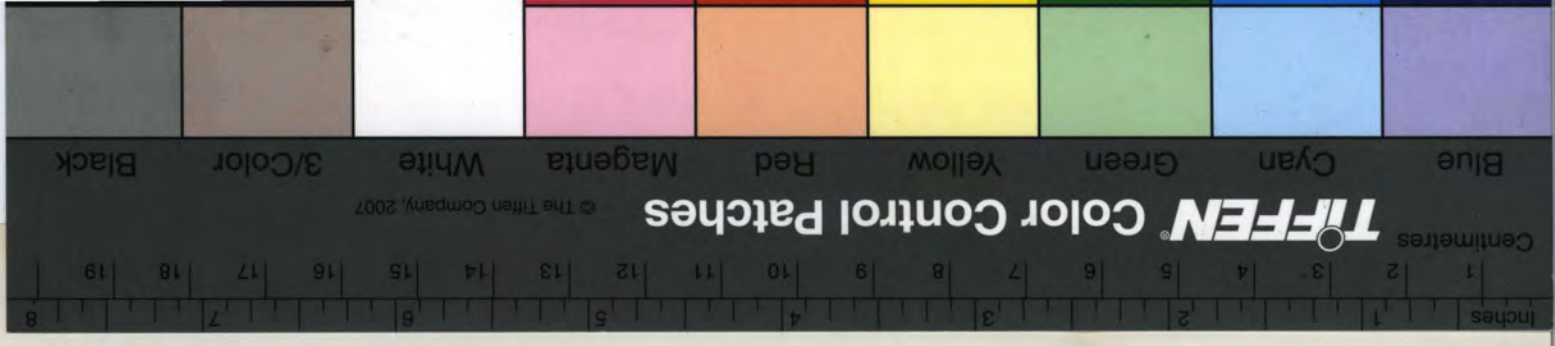 Inches 1 2 3 4 5 6 7 8
Centimetres 1 2 3 4 5 6 7 8 9 10 11 12 13 14 15 16 17 18 19
TIFFEN® Color Control Patches © The Tiffen Company, 2007
Blue Cyan Green Yellow Red Magenta White 3/Color Black